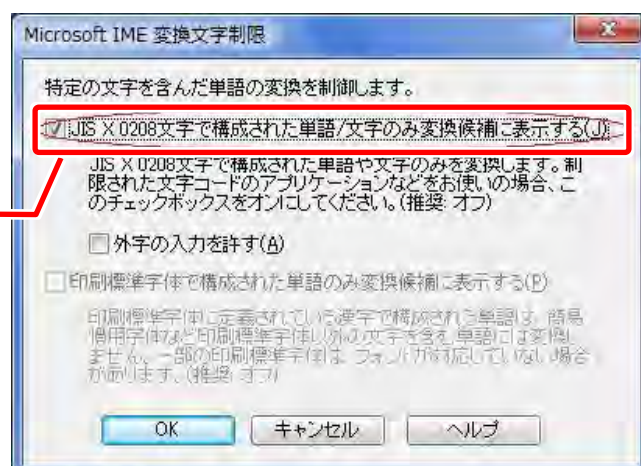 Microsoft IME 変換文字制限
特定の文字を含んだ単語の変換を制御します。
JIS X 0208文字で構成された単語/文字のみ変換候補に表示する(J)
JIS X 0208文字で構成された単語や文字のみを変換します。制
限された文字コードのアプリケーションなどをお使いの場合、こ
のチェックボックスをオンにしてください。(推奨: オフ)
外字の入力を許す(A)
印刷標準字体で構成された単語のみ変換候補に表示する(P)
印刷標準字体に定義されている漢字で構成された単語は、簡易
慣用字体など印刷標準字体以外の文字を含む単語には変換し
ません。一部の印刷標準字体は、フォントが対応していない場合
があります。(推奨: オフ)
OK
キャンセル
ヘルプ